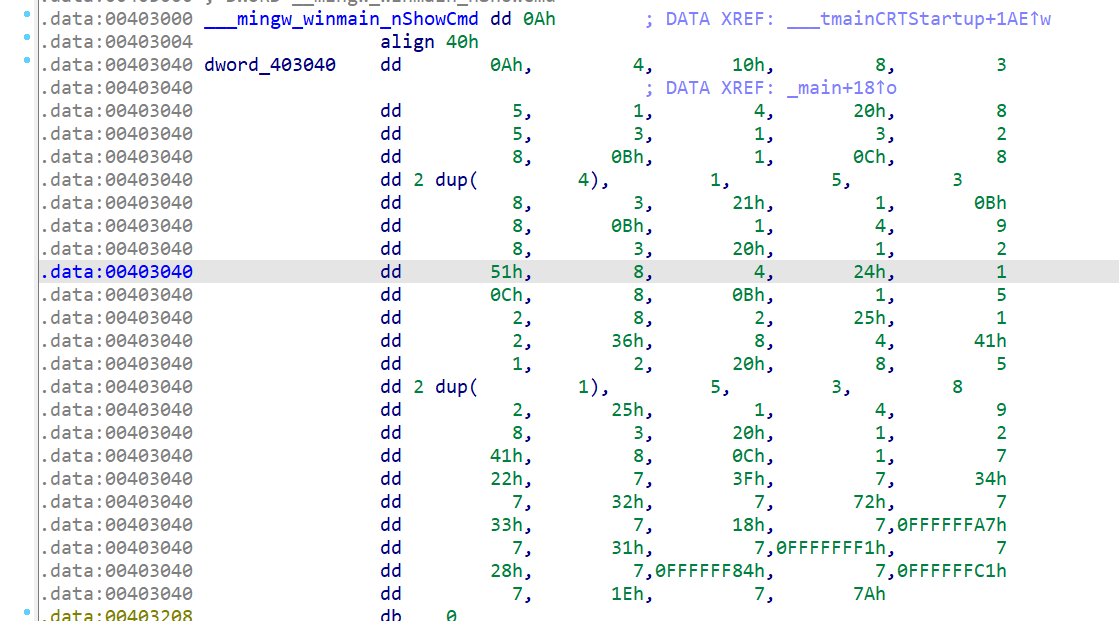 .data:00403000 ___mingw_winmain_nShowCmd dd 0Ah ; DATA XREF: ___tmainCRTStartup+1AE↑w
.data:00403004 align 40h
.data:00403040 dword_403040 dd 0Ah, 4, 10h, 8, 3
.data:00403040 ; DATA XREF: _main+18↑o
.data:00403040 dd 5, 1, 4, 20h, 8
.data:00403040 dd 5, 3, 1, 3, 2
.data:00403040 dd 8, 0Bh, 1, 0Ch, 8
.data:00403040 dd 2 dup( 4), 1, 5, 3
.data:00403040 dd 8, 3, 21h, 1, 0Bh
.data:00403040 dd 8, 0Bh, 1, 4, 9
.data:00403040 dd 8, 3, 20h, 1, 2
.data:00403040 dd 51h, 8, 4, 24h, 1
.data:00403040 dd 0Ch, 8, 0Bh, 1, 5
.data:00403040 dd 2, 8, 2, 25h, 1
.data:00403040 dd 2, 36h, 8, 4, 41h
.data:00403040 dd 1, 2, 20h, 8, 5
.data:00403040 dd 2 dup( 1), 5, 3, 8
.data:00403040 dd 2, 25h, 1, 4, 9
.data:00403040 dd 8, 3, 20h, 1, 2
.data:00403040 dd 41h, 8, 0Ch, 1, 7
.data:00403040 dd 22h, 7, 3Fh, 7, 34h
.data:00403040 dd 7, 32h, 7, 72h, 7
.data:00403040 dd 33h, 7, 18h, 7,0FFFFFFA7h
.data:00403040 dd 7, 31h, 7,0FFFFFFF1h, 7
.data:00403040 dd 28h, 7,0FFFFFF84h, 7,0FFFFFFC1h
.data:00403040 dd 7, 1Eh, 7, 7Ah
.data:00403208 db 0